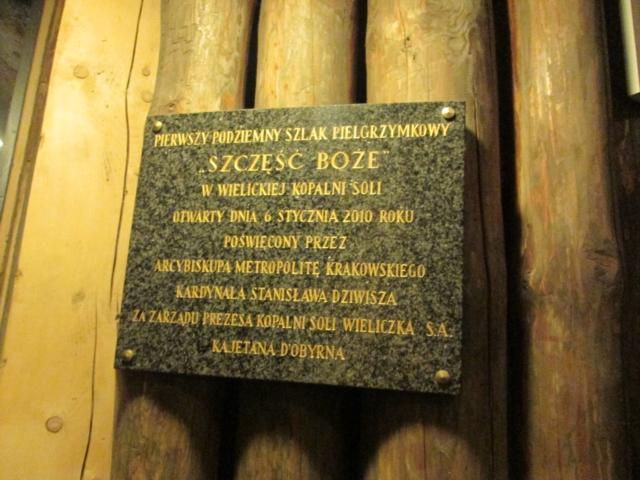 PIERWSZY PODZIEMNY SZLAK PIELGRZYMKOWY
„SZCZĘŚĆ BOŻE"
W WIELICKIEJ KOPALNI SOLI
OTWARTY DNIA 6 STYCZNIA 2010 ROKU
POŚWIĘCONY PRZEZ
ARCYBISKUPA METROPOLITĘ KRAKOWSKIEGO
KARDYNAŁA STANISŁAWA DZIWISZA
ZA ZARZĄDU PREZESA KOPALNI SOLI WIELICZKA S.A.
KAJETANA D'OBYRNA